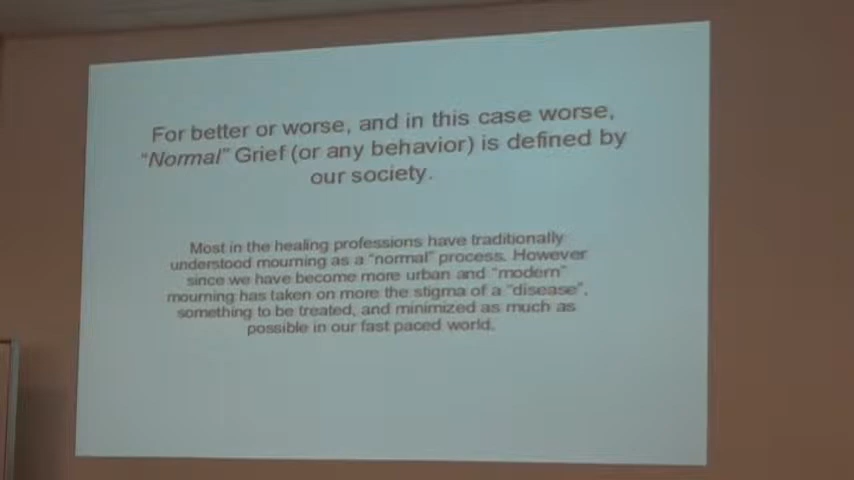 For better or worse, and in this case worse,
“Normal” Grief (or any behavior) is defined by
our society.
Most in the healing professions have traditionally
understood mourning as a “normal” process. However
since we have become more urban and “modern”
mourning has taken on more the stigma of a “disease”,
something to be treated, and minimized as much as
possible in our fast paced world.